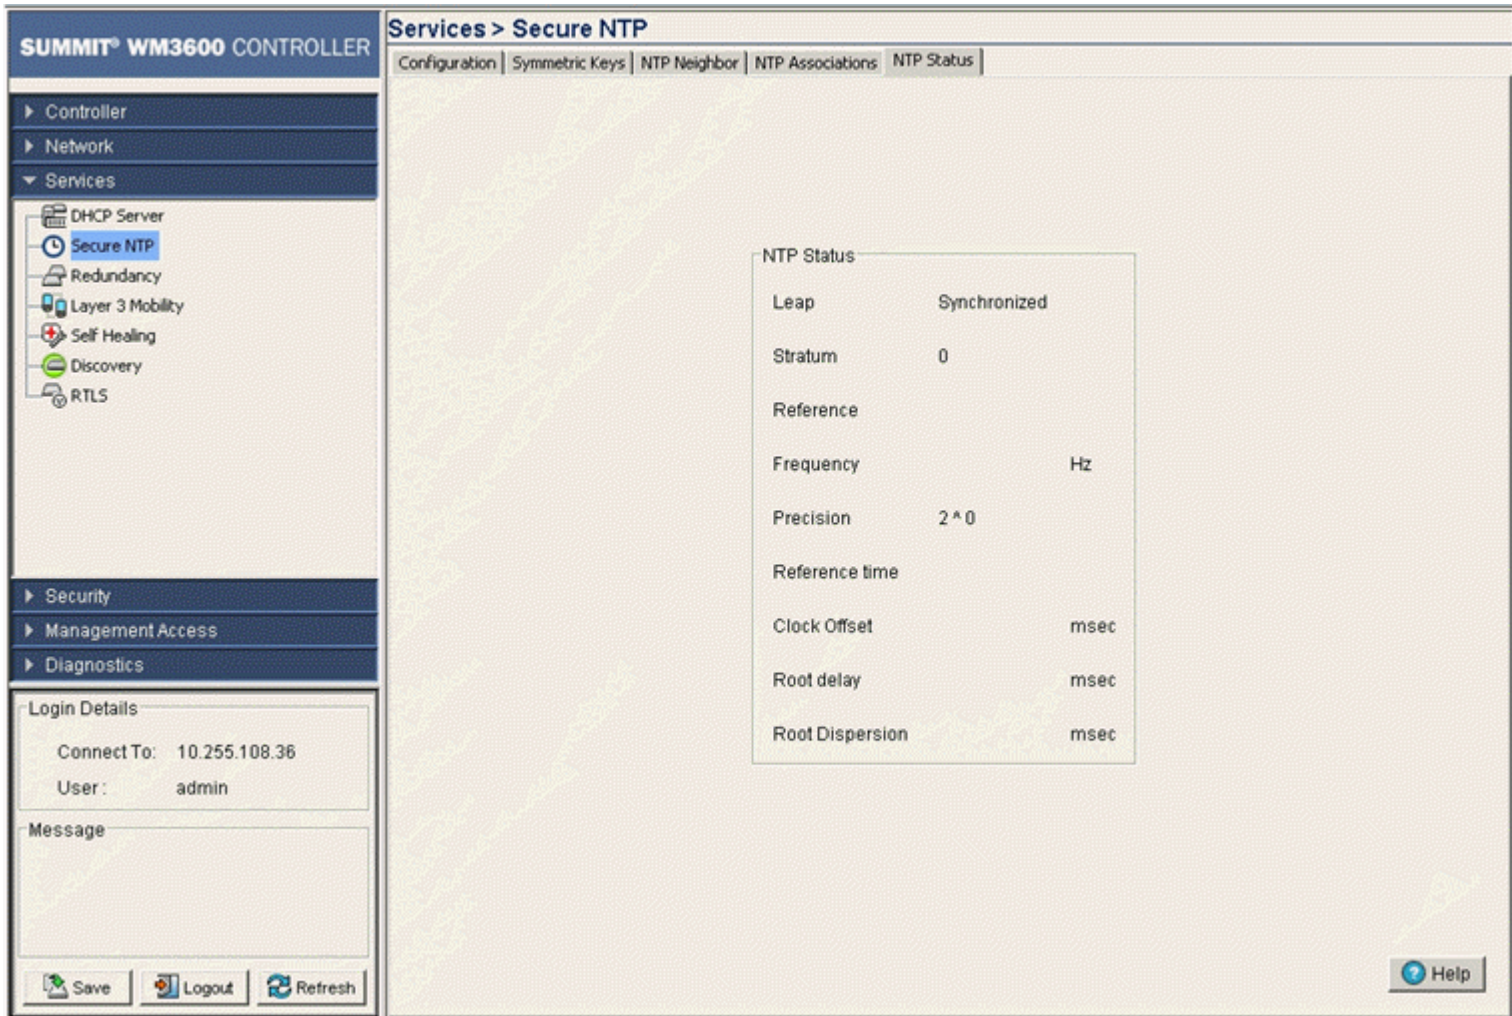 SUMMIT® WM3600 CONTROLLER
Services > Secure NTP
Configuration
Symmetric Keys
NTP Neighbor
NTP Associations
NTP Status
Controller
Network
Services
DHCP Server
Secure NTP
Redundancy
Layer 3 Mobility
Self Healing
Discovery
RTLS
Security
Management Access
Diagnostics
Login Details
Connect To: 10.255.108.36
User : admin
Message
Save
Logout
Refresh
NTP Status
Leap Synchronized
Stratum 0
Reference
Frequency Hz
Precision 2 ^ 0
Reference time
Clock Offset msec
Root delay msec
Root Dispersion msec
Help